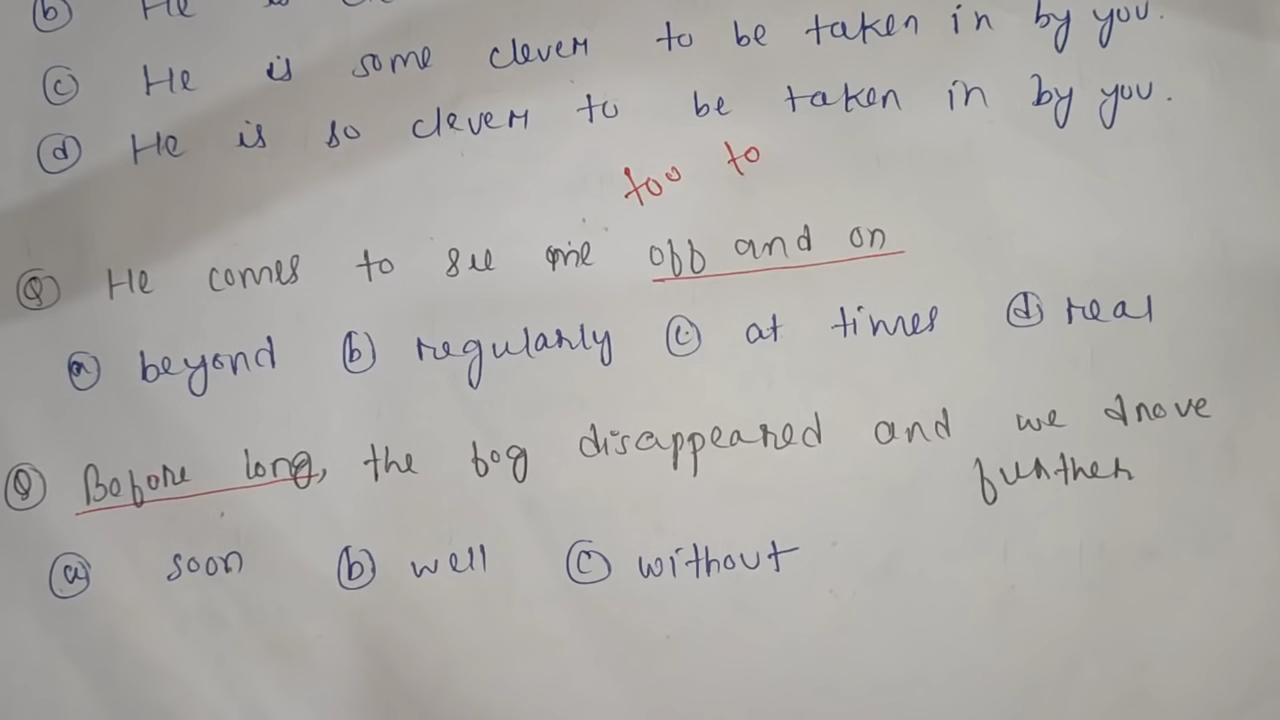 (b) He is
(c) He is some clever to be taken in by you.
(d) He is so clever to be taken in by you.
too to
(Q) He comes to see me off and on
(a) beyond (b) regularly (c) at times (d) real
(Q) Before long, the fog disappeared and we drove
further
(a) soon (b) well (c) without